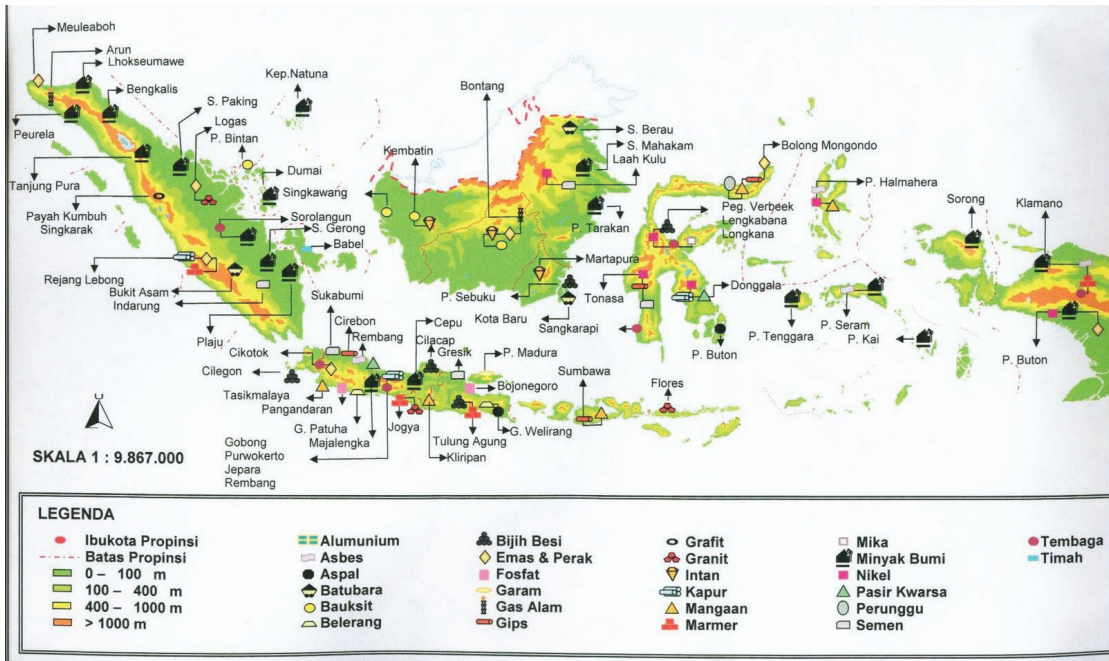 Meuleaboh
Arun
Lhokseumawe
Bengkalis
Peurela
S. Paking
Logas
P. Bintan
Kep.Natuna
Dumai
Singkawang
Tanjung Pura
Payah Kumbuh
Singkarak
Sorolangun
S. Gerong
Babel
Rejang Lebong
Bukit Asam
Indarung
Plaju
Bontang
Kembatin
S. Berau
S. Mahakam
Laah Kulu
P. Tarakan
Martapura
P. Sebuku
Kota Baru
Bolong Mongondo
P. Halmahera
Peg. Verbeek
Lengkabana
Longkana
Tonasa
Sangkarapi
Donggala
P. Buton
P. Tenggara
P. Seram
P. Kai
Sorong
Klamano
P. Buton
Sukabumi
Cirebon
Rembang
Cepu
Cilacap
Gresik
P. Madura
Cikotok
Cilegon
Bojonegoro
Sumbawa
Flores
Tasikmalaya
Pangandaran
G. Patuha
Majalengka
Jogya
Tulung Agung
Kliripan
G. Welirang
Gobong
Purwokerto
Jepara
Rembang
SKALA 1 : 9.867.000
LEGENDA
Ibukota Propinsi
Batas Propinsi
0 – 100 m
100 – 400 m
400 – 1000 m
> 1000 m
Alumunium
Asbes
Aspal
Batubara
Bauksit
Belerang
Bijih Besi
Emas & Perak
Fosfat
Garam
Gas Alam
Gips
Grafit
Granit
Intan
Kapur
Mangaan
Marmer
Mika
Minyak Bumi
Nikel
Pasir Kwarsa
Perunggu
Semen
Tembaga
Timah